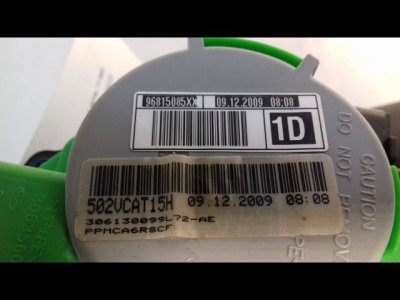 96815085XX 09.12.2009 08:08
1D
502VCAT15H 09.12.2009 08:08
306130099L72-AE
PPMCA6RSCF
CAUTION
DO NOT REMOVE